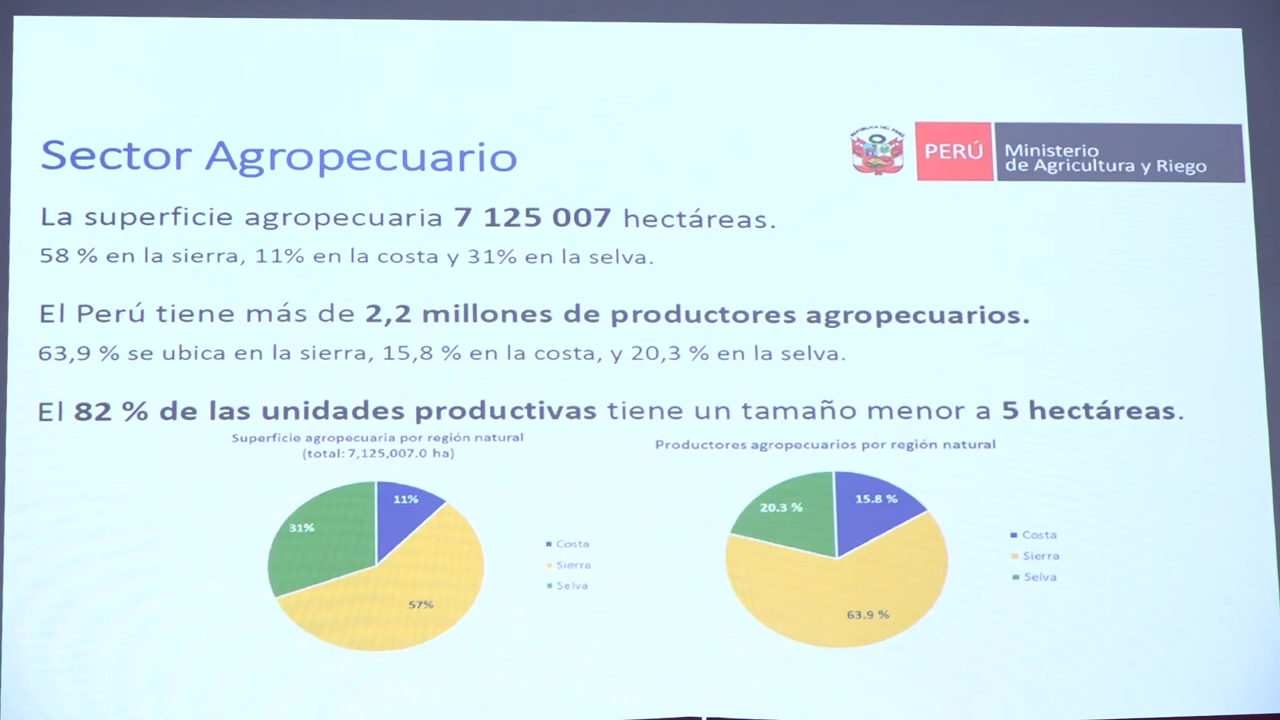 REPÚBLICA DEL PERÚ
PERÚ
Ministerio
de Agricultura y Riego
Sector Agropecuario
La superficie agropecuaria 7 125 007 hectáreas.
58 % en la sierra, 11% en la costa y 31% en la selva.
El Perú tiene más de 2,2 millones de productores agropecuarios.
63,9 % se ubica en la sierra, 15,8 % en la costa, y 20,3 % en la selva.
El 82 % de las unidades productivas tiene un tamaño menor a 5 hectáreas.
Superficie agropecuaria por región natural
(total: 7,125,007.0 ha)
11%
31%
57%
Costa
Sierra
Selva
Productores agropecuarios por región natural
15.8 %
20.3 %
63.9 %
Costa
Sierra
Selva